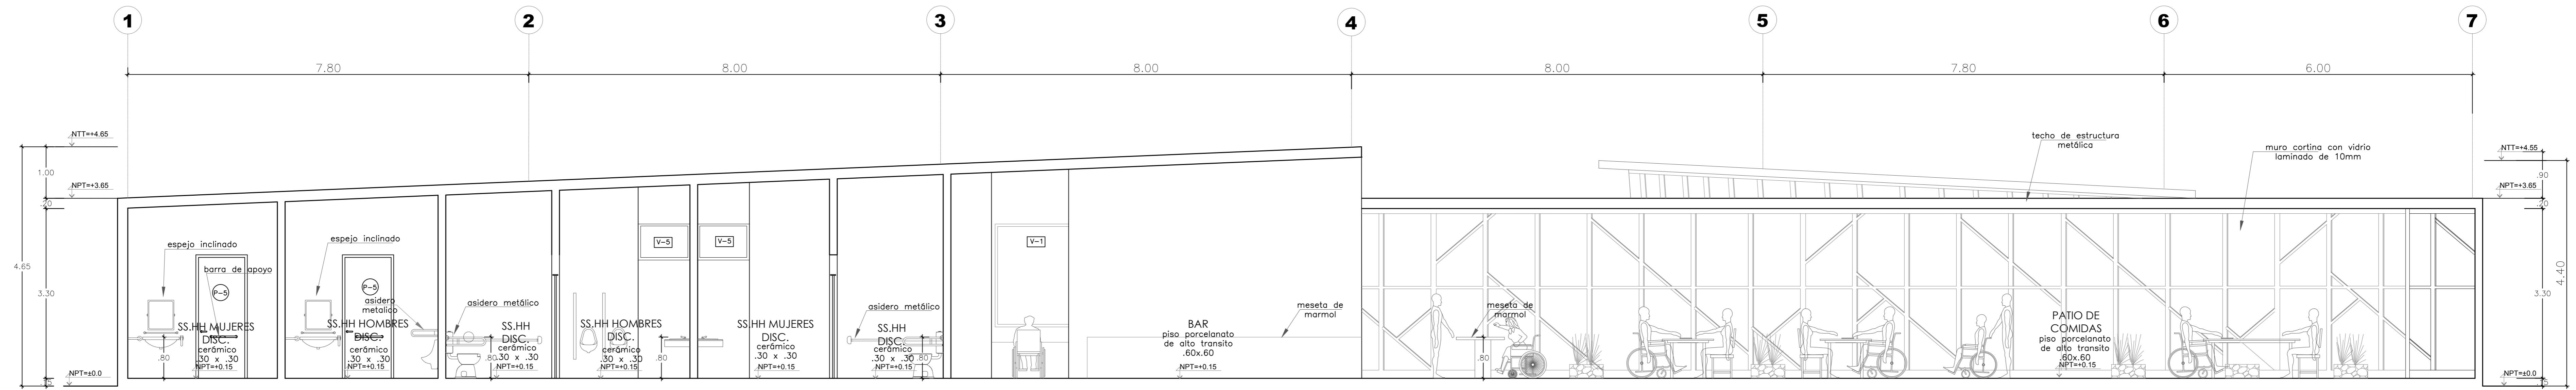 1
2
3
4
5
6
7
7.80
8.00
8.00
8.00
7.80
6.00
NTT=+4.65
techo de estructura
metálica
muro cortina con vidrio
laminado de 10mm
NTT=+4.55
1.00
.90
NPT=+3.65
NPT=+3.65
.20
.20
espejo inclinado
espejo inclinado
V-5
V-5
V-1
4.65
4.40
barra de apoyo
P-5
P-5
3.30
3.30
asidero
metalico
asidero metálico
asidero metálico
meseta de
marmol
meseta de
marmol
SS.HH MUJERES
DISC.
cerámico
.30 x .30
NPT=+0.15
SS.HH HOMBRES
DISC.
cerámico
.30 x .30
NPT=+0.15
SS.HH
DISC.
cerámico
.30 x .30
NPT=+0.15
SS.HH HOMBRES
DISC.
cerámico
.30 x .30
NPT=+0.15
SS.HH MUJERES
DISC.
cerámico
.30 x .30
NPT=+0.15
SS.HH
DISC.
cerámico
.30 x .30
NPT=+0.15
BAR
piso porcelanato
de alto transito
.60x.60
NPT=+0.15
PATIO DE
COMIDAS
piso porcelanato
de alto transito
.60x.60
NPT=+0.15
.80
.80
.80
.80
.80
NPT=±0.0
NPT=±0.0
.15
.15